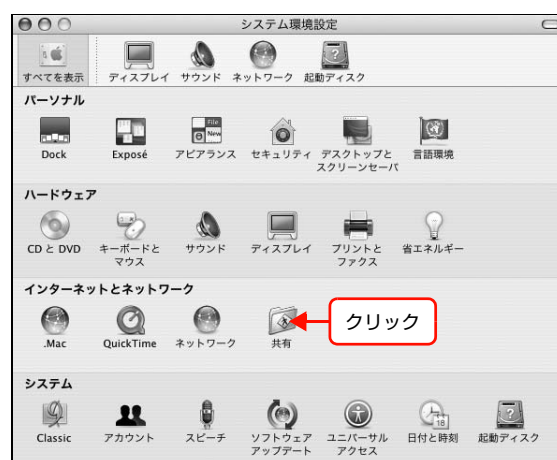 システム環境設定
すべてを表示 ディスプレイ サウンド ネットワーク 起動ディスク
パーソナル
Dock Exposé アピアランス セキュリティ デスクトップと 言語環境
スクリーンセーバ
ハードウェア
CD と DVD キーボードと サウンド ディスプレイ プリントと 省エネルギー
マウス ファクス
インターネットとネットワーク
.Mac QuickTime ネットワーク 共有
クリック
システム
Classic アカウント スピーチ ソフトウェア ユニバーサル 日付と時刻 起動ディスク
アップデート アクセス